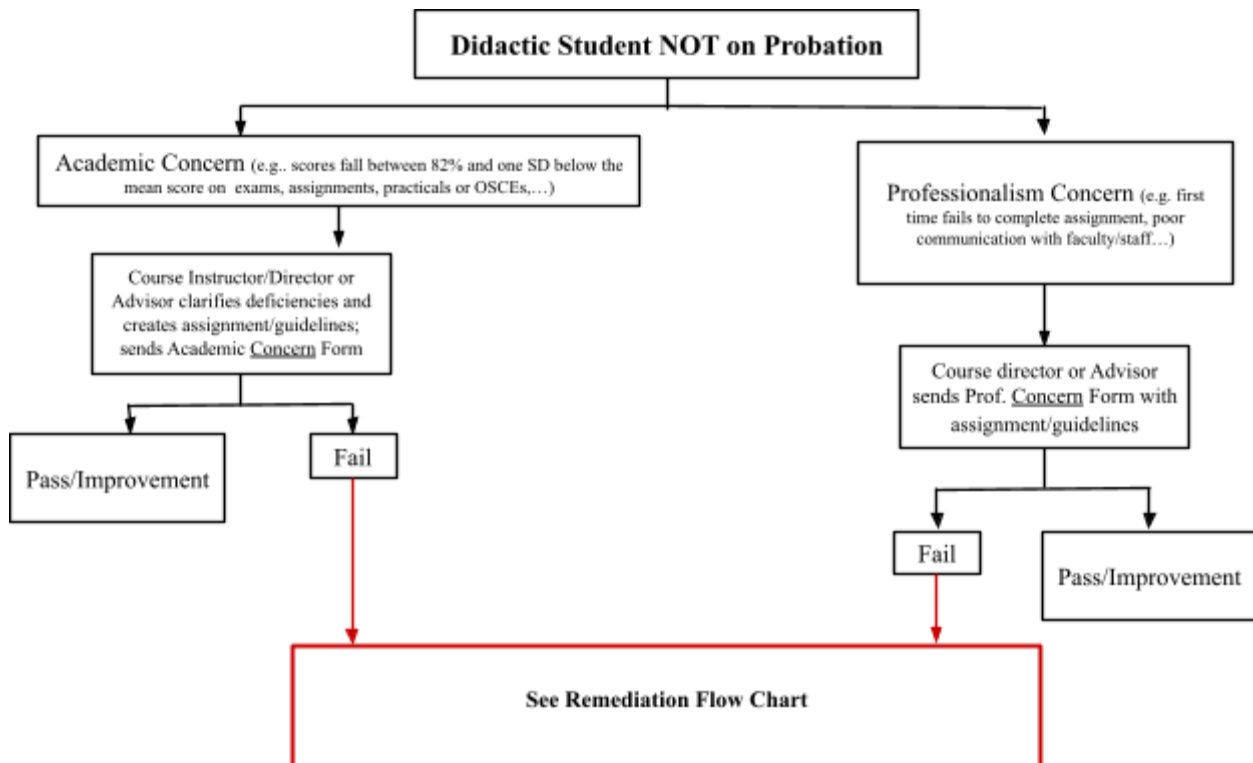 Didactic Student NOT on Probation
Academic Concern (e.g.. scores fall between 82% and one SD below the
mean score on exams, assignments, practicals or OSCEs,…)
Professionalism Concern (e.g. first
time fails to complete assignment, poor
communication with faculty/staff…)
Course Instructor/Director or
Advisor clarifies deficiencies and
creates assignment/guidelines;
sends Academic Concern Form
Course director or Advisor
sends Prof. Concern Form with
assignment/guidelines
Pass/Improvement
Fail
Fail
Pass/Improvement
See Remediation Flow Chart